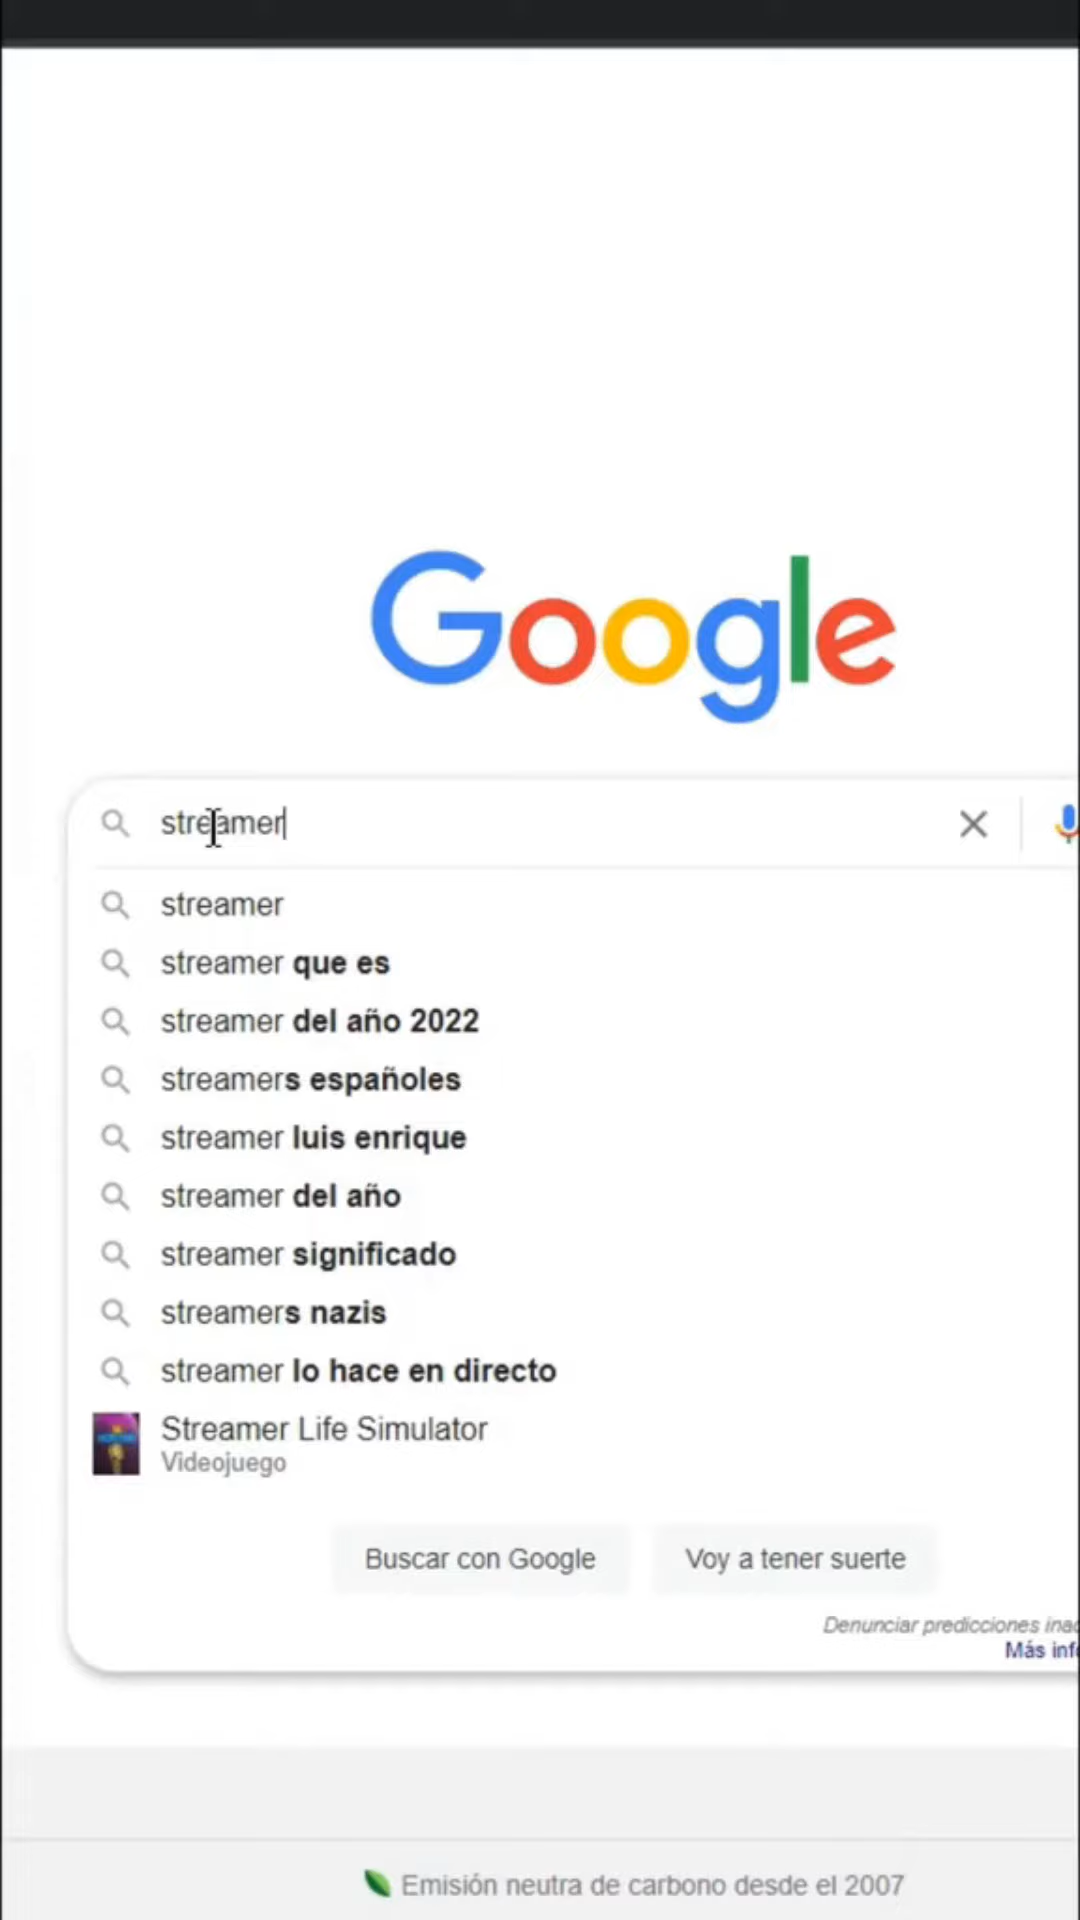 Google
streamer
streamer
streamer que es
streamer del año 2022
streamers españoles
streamer luis enrique
streamer del año
streamer significado
streamers nazis
streamer lo hace en directo
Streamer Life Simulator
Videojuego
Buscar con Google
Voy a tener suerte
Denunciar predicciones
Más
Emisión neutra de carbono desde el 2007